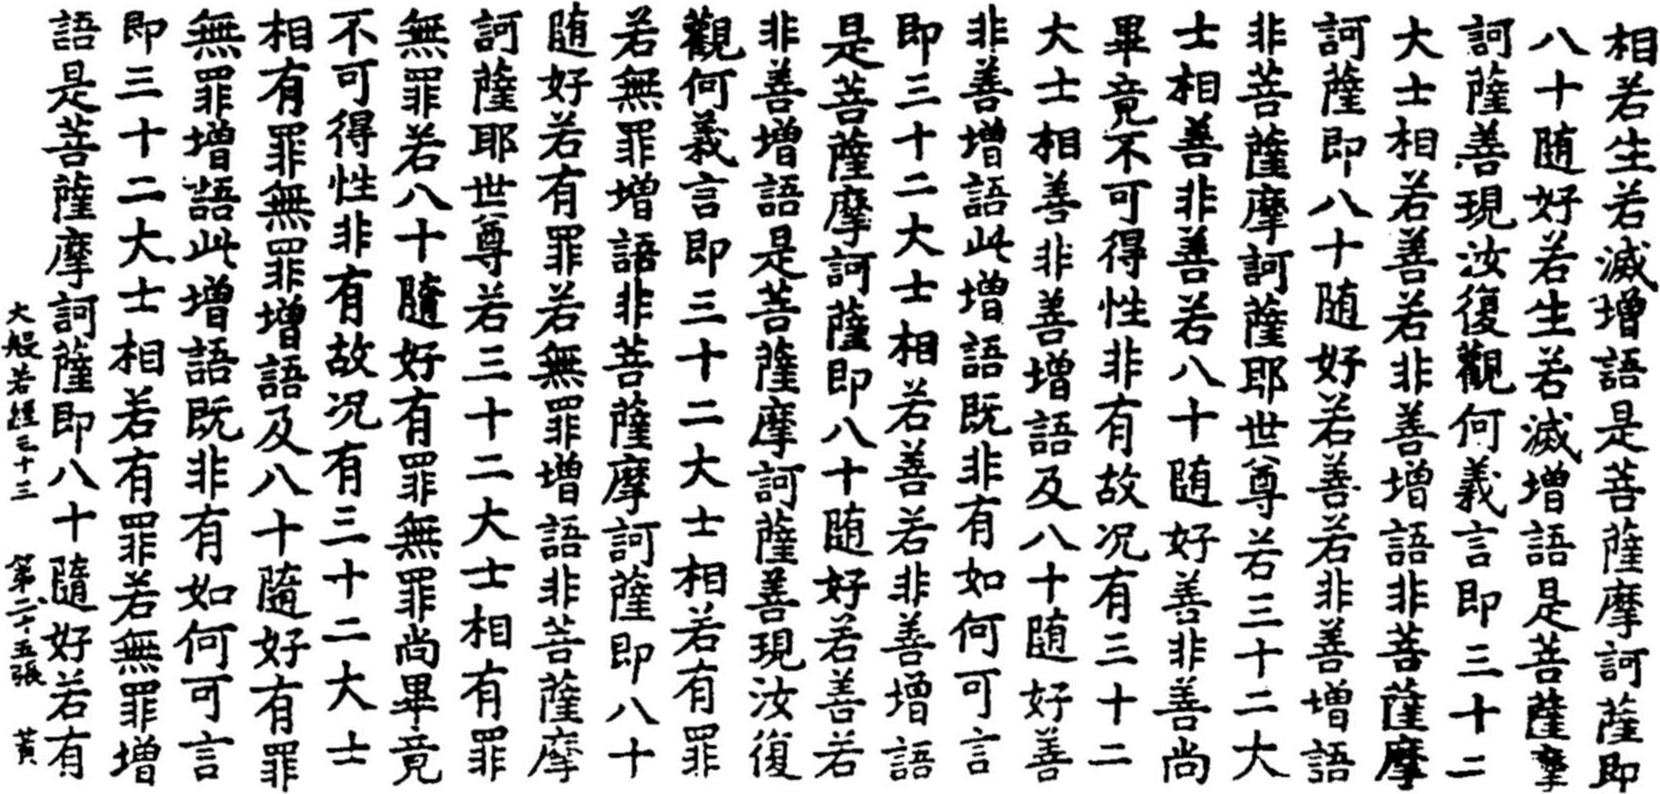 相若生若滅增語是菩薩摩訶薩即
八十随好若生若滅增語是菩薩摩
訶薩善現汝復觀何義言即三十二
大士相若善若非善增語非菩薩摩
訶薩即八十随好若善若非善增語
非菩薩摩訶薩耶世尊若三十二大
士相善非善若八十随好善非善尚
畢竟不可得性非有故况有三十二
大士相善非善增語及八十随好善
非善增語此增語既非有如何可言
即三十二大士相若善若非善增語
是菩薩摩訶薩即八十随好若善若
非善增語是菩薩摩訶薩善現汝復
觀何義言即三十二大士相若有罪
若無罪增語非菩薩摩訶薩即八十
随好若有罪若無罪增語非菩薩摩
訶薩耶世尊若三十二大士相有罪
無罪若八十隨好有罪無罪尚畢竟
不可得性非有故况有三十二大士
相有罪無罪增語及八十隨好有罪
無罪增語此增語既非有如何可言
即三十二大士相若有罪若無罪增
語是菩薩摩訶薩即八十隨好若有
大般若經三十三 第二十五張 黄